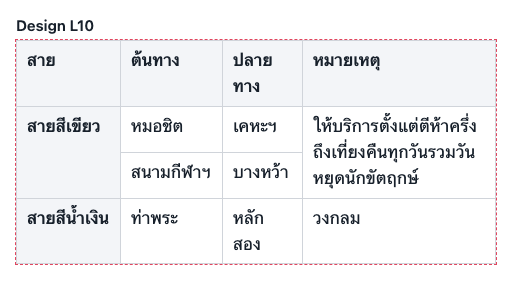 Design L10
สาย
ต้นทาง
ปลาย
ทาง
หมายเหตุ
สายสีเขียว
หมอชิต
เคหะฯ
ให้บริการตั้งแต่ตีห้าครึ่ง
ถึงเที่ยงคืนทุกวันรวมวัน
หยุดนักขัตฤกษ์
สนามกีฬาฯ
บางหว้า
สายสีน้ำเงิน
ท่าพระ
หลัก
สอง
วงกลม